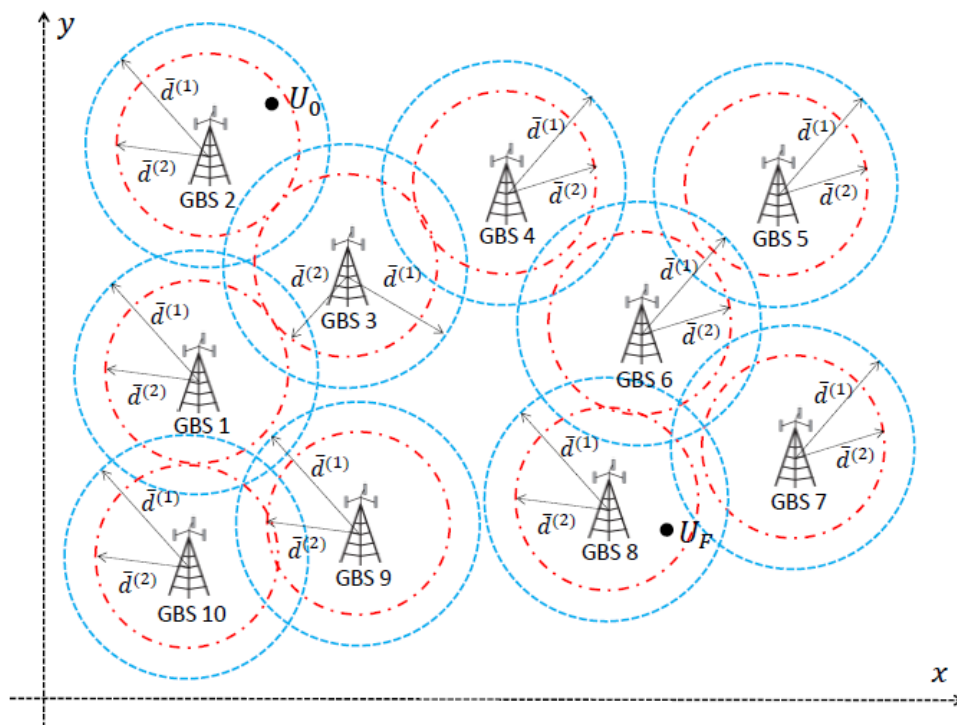 y
d̄⁽¹⁾
U₀
d̄⁽²⁾
GBS 2
d̄⁽¹⁾
d̄⁽²⁾
GBS 4
d̄⁽¹⁾
d̄⁽²⁾
GBS 5
d̄⁽²⁾
d̄⁽¹⁾
GBS 3
d̄⁽¹⁾
d̄⁽²⁾
GBS 6
d̄⁽¹⁾
d̄⁽²⁾
GBS 1
d̄⁽¹⁾
d̄⁽²⁾
GBS 7
d̄⁽¹⁾
d̄⁽²⁾
GBS 8
U_F
d̄⁽¹⁾
d̄⁽²⁾
GBS 9
d̄⁽¹⁾
d̄⁽²⁾
GBS 10
x